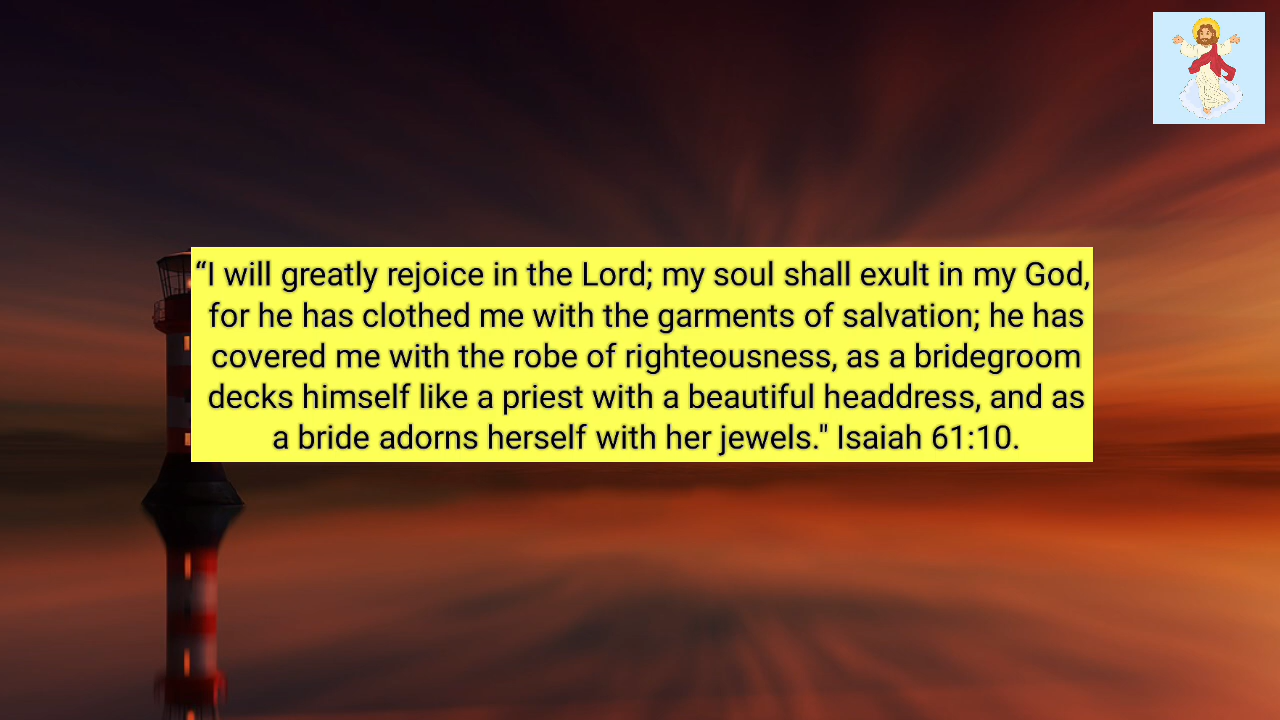 “I will greatly rejoice in the Lord; my soul shall exult in my God,
for he has clothed me with the garments of salvation; he has
covered me with the robe of righteousness, as a bridegroom
decks himself like a priest with a beautiful headdress, and as
a bride adorns herself with her jewels." Isaiah 61:10.